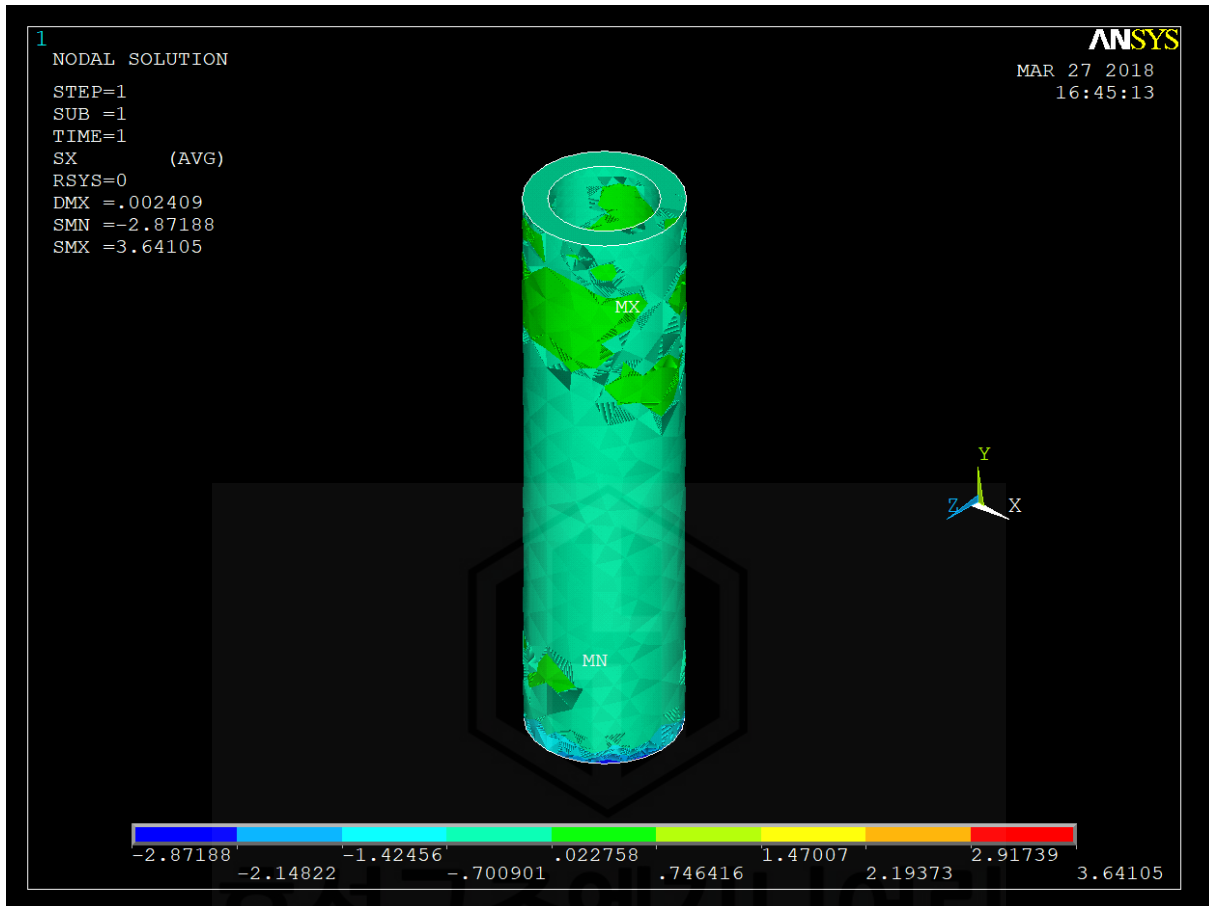 1
ANSYS
NODAL SOLUTION
MAR 27 2018
16:45:13
STEP=1
SUB =1
TIME=1
SX (AVG)
RSYS=0
DMX =.002409
SMN =-2.87188
SMX =3.64105
MX
MN
Y
Z X
-2.87188 -1.42456 .022758 1.47007 2.91739
-2.14822 -.700901 .746416 2.19373 3.64105